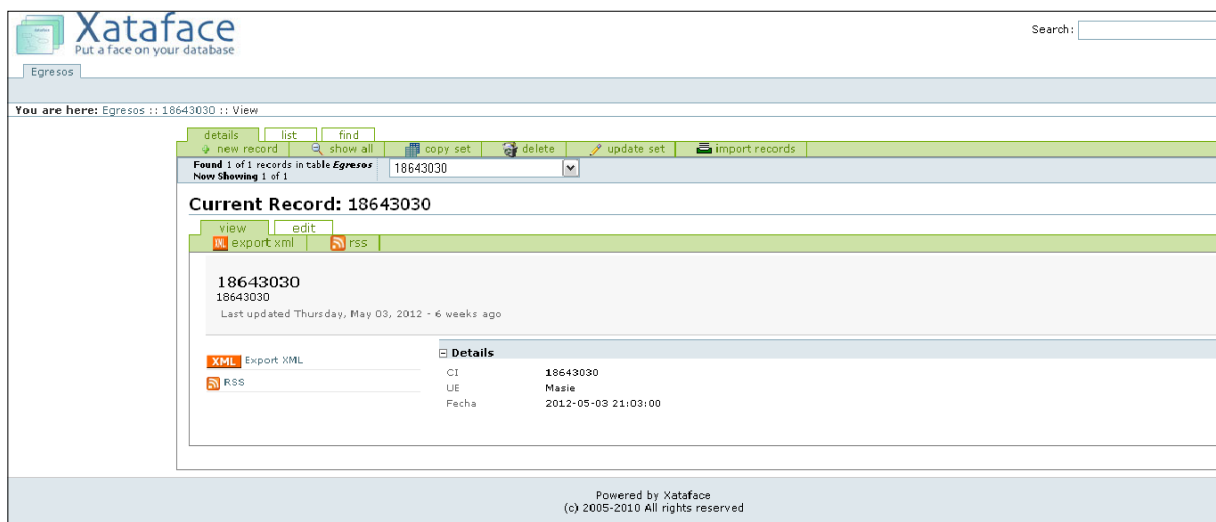 Xataface
Put a face on your database
Search:
Egresos
You are here: Egresos :: 18643030 :: View
details list find
new record show all copy set delete update set import records
Found 1 of 1 records in table Egresos
Now Showing 1 of 1
18643030
Current Record: 18643030
view edit
XML export xml rss
18643030
18643030
Last updated Thursday, May 03, 2012 - 6 weeks ago
XML Export XML
RSS
Details
CI 18643030
UE Masie
Fecha 2012-05-03 21:03:00
Powered by Xataface
(c) 2005-2010 All rights reserved